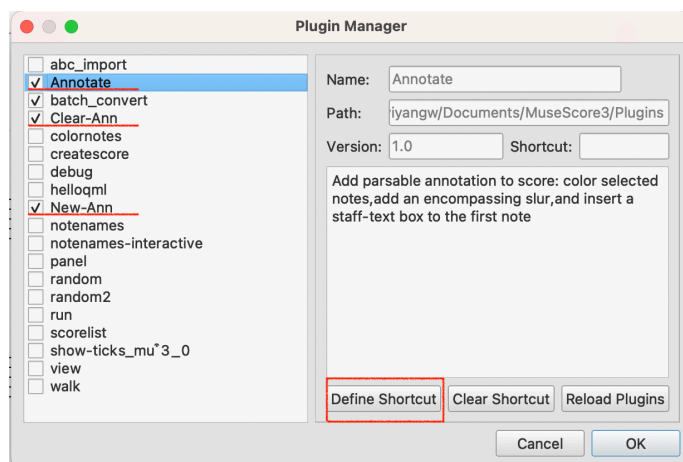 Plugin Manager
abc_import
Annotate
batch_convert
Clear-Ann
colornotes
createscore
debug
helloqml
New-Ann
notenames
notenames-interactive
panel
random
random2
run
scorelist
show-ticks_mu˚3_0
view
walk
Name: Annotate
Path: iyangw/Documents/MuseScore3/Plugins
Version: 1.0 Shortcut:
Add parsable annotation to score: color selected
notes,add an encompassing slur,and insert a
staff-text box to the first note
Define Shortcut Clear Shortcut Reload Plugins
Cancel OK